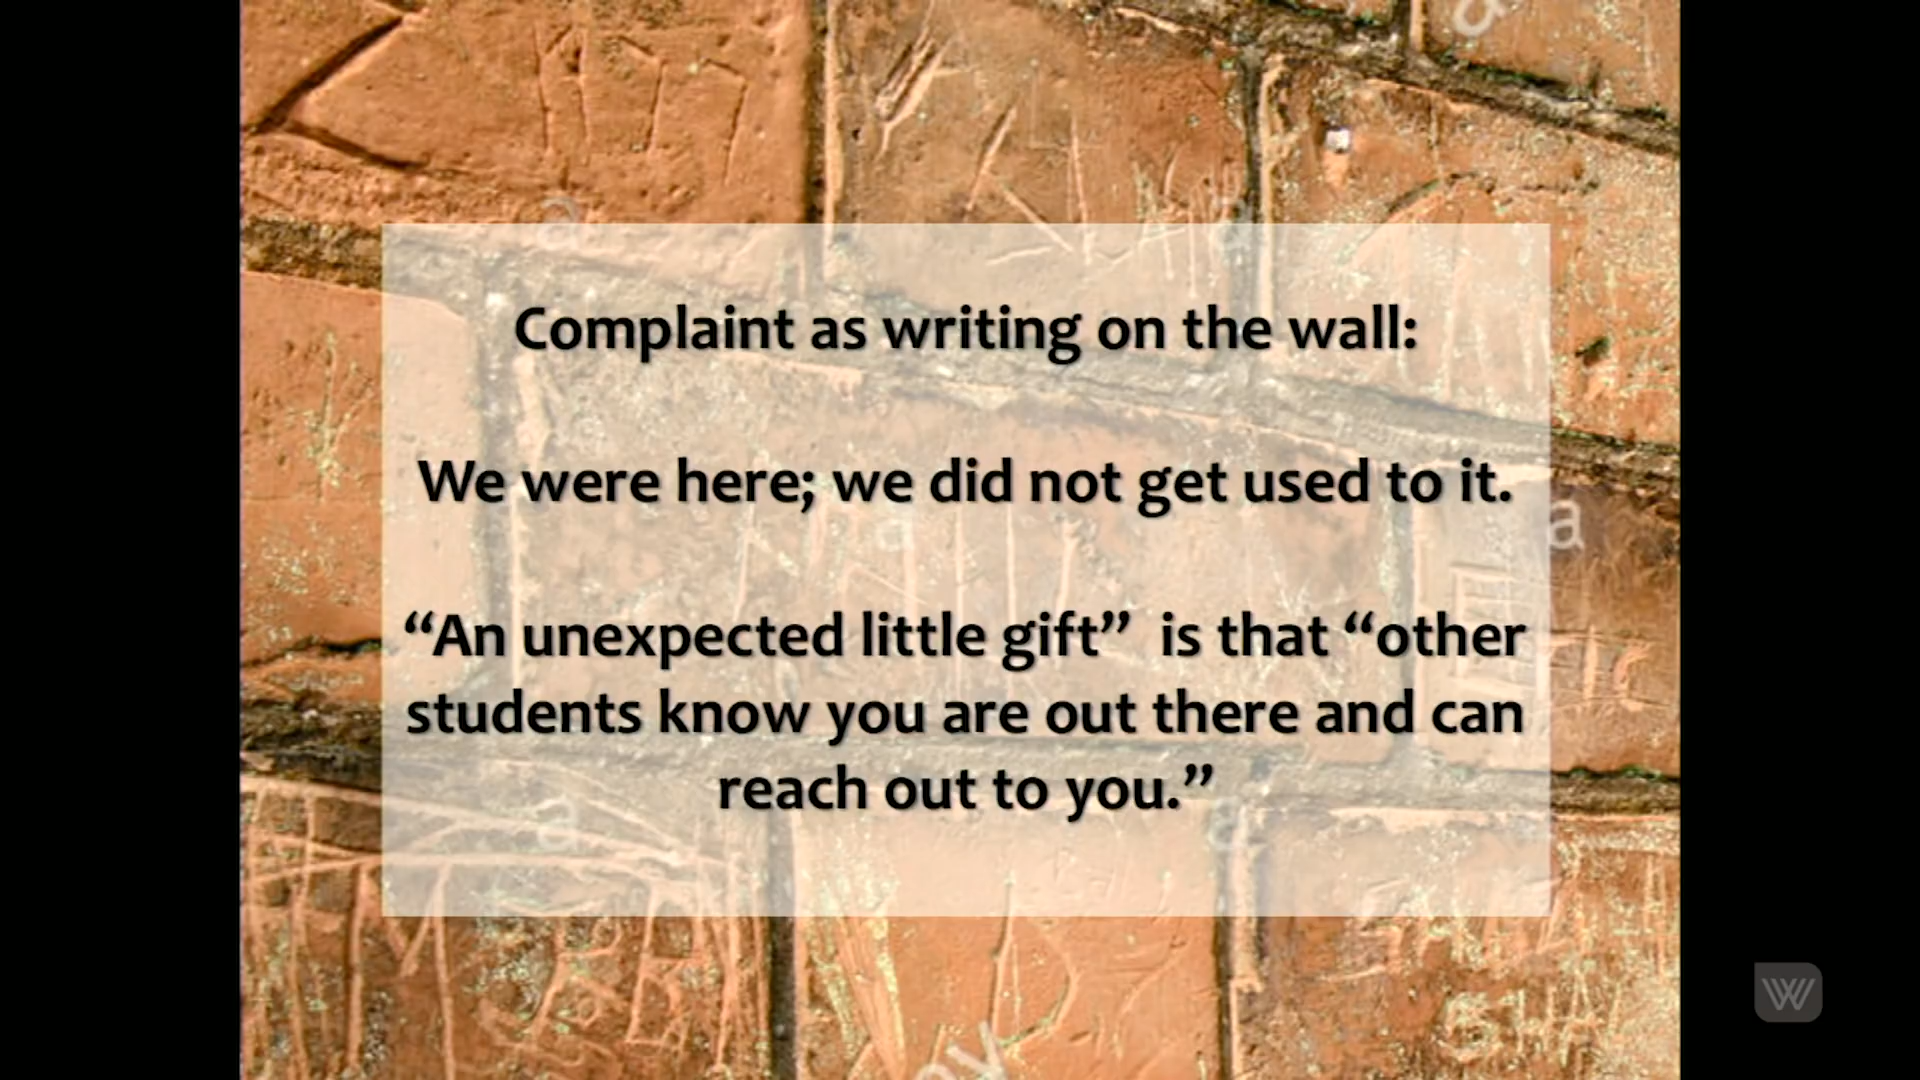 Complaint as writing on the wall:
We were here; we did not get used to it.
“An unexpected little gift”  is that “other
students know you are out there and can
reach out to you.”
a
a
a
a
a
a
W